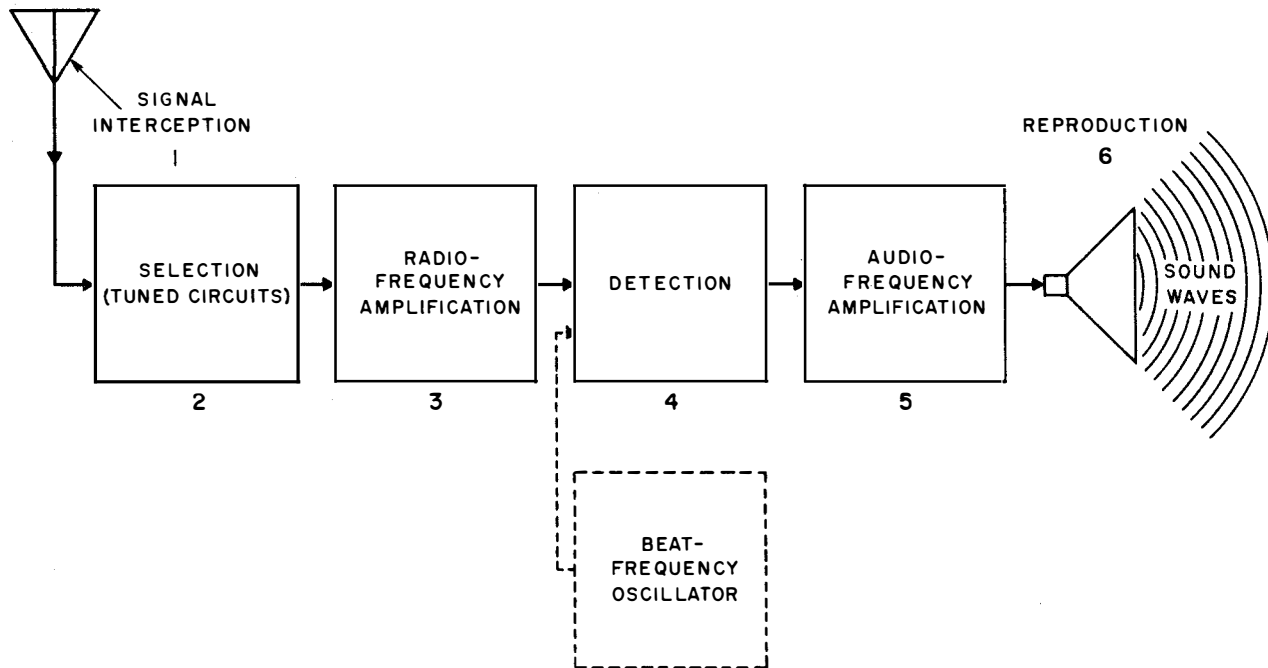 SIGNAL
INTERCEPTION
1
REPRODUCTION
6
SELECTION
(TUNED CIRCUITS)
2
RADIO-
FREQUENCY
AMPLIFICATION
3
DETECTION
4
AUDIO-
FREQUENCY
AMPLIFICATION
5
SOUND
WAVES
BEAT-
FREQUENCY
OSCILLATOR